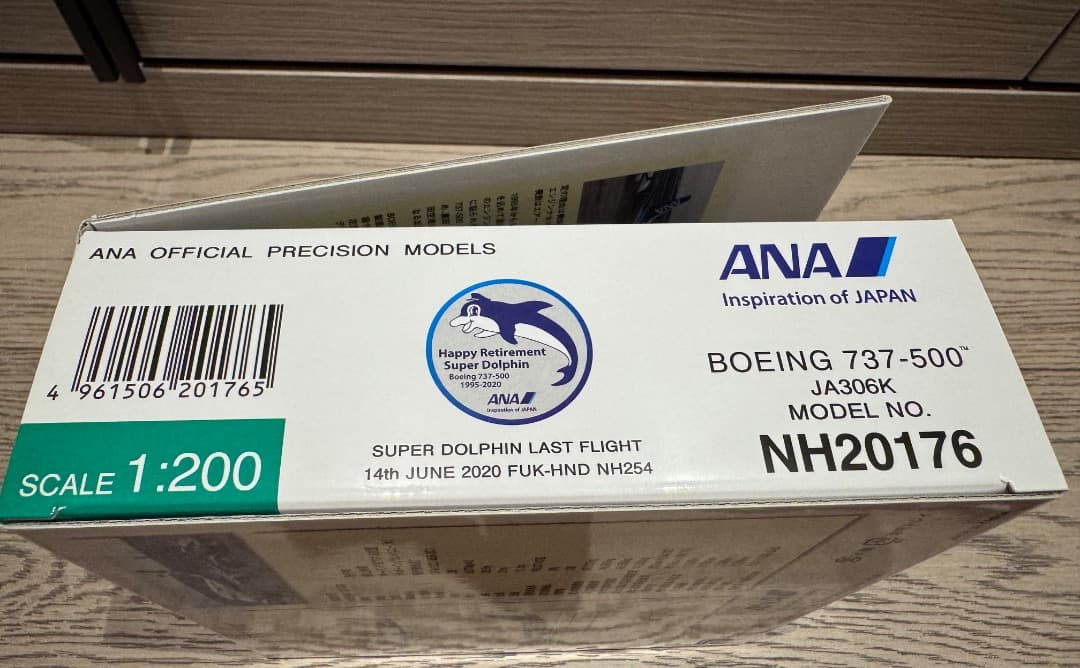 ANA OFFICIAL PRECISION MODELS
4 961506 201765
SCALE 1:200
Happy Retirement
Super Dolphin
Boeing 737-500
1995-2020
ANA
Inspiration of JAPAN
SUPER DOLPHIN LAST FLIGHT
14th JUNE 2020 FUK-HND NH254
ANA
Inspiration of JAPAN
BOEING 737-500™
JA306K
MODEL NO.
NH20176